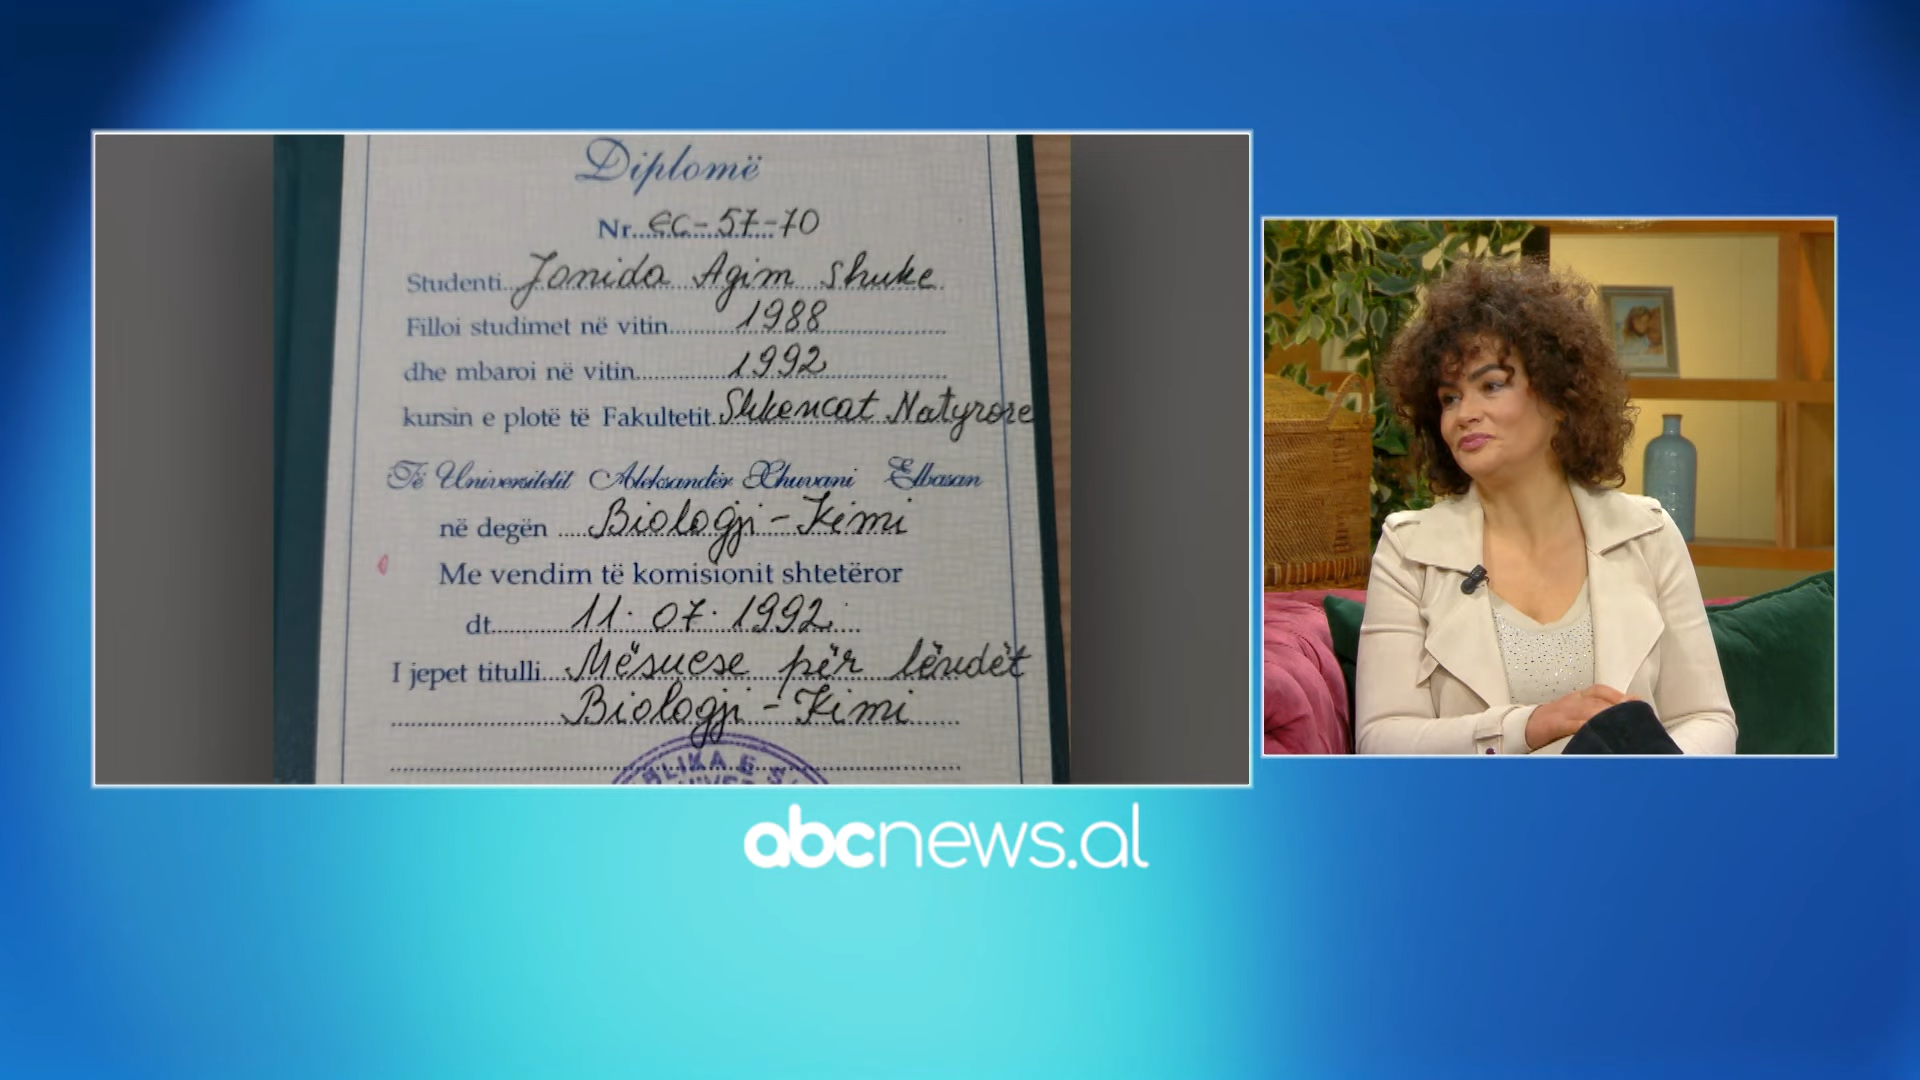 Diplomë
Nr. EC-57-70
Studenti Jonida Agim Shuke
Filloi studimet në vitin 1988
dhe mbaroi në vitin 1992
kursin e plotë të Fakultetit Shkencat Natyrore
Të Universitetit Aleksandër Xhuvani Elbasan
në degën Biologji-Kimi
Me vendim të komisionit shtetëror
dt. 11.07.1992.
I jepet titulli Mësuese për lëndët
Biologji-Kimi
BLIKA E S
abcnews.al